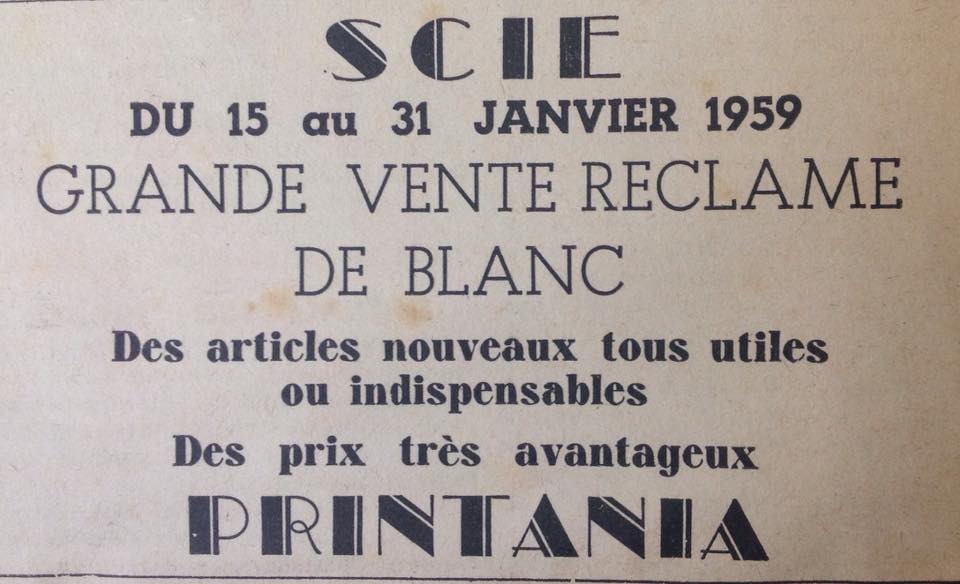 SCIE
DU 15 au 31 JANVIER 1959
GRANDE VENTE RECLAME
DE BLANC
Des articles nouveaux tous utiles
ou indispensables
Des prix très avantageux
PRINTANIA